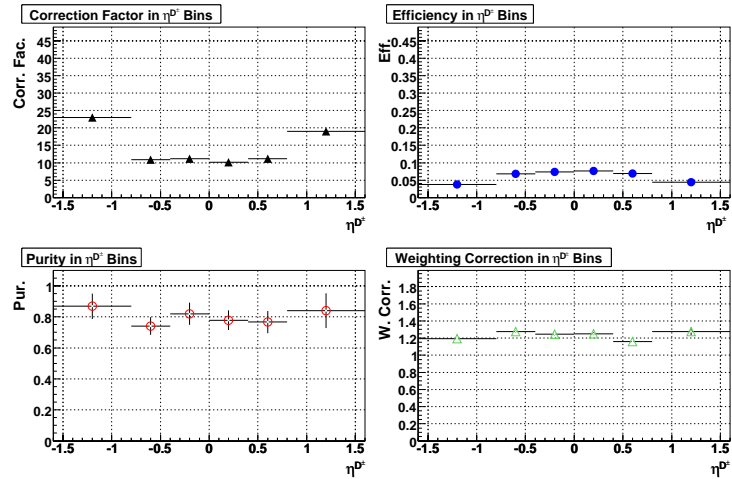 Correction Factor in η^D± Bins
Corr. Fac.
45
40
35
30
25
20
15
10
5
0
-1.5 -1 -0.5 0 0.5 1 1.5
η^D±
Efficiency in η^D± Bins
Eff.
0.45
0.4
0.35
0.3
0.25
0.2
0.15
0.1
0.05
0
-1.5 -1 -0.5 0 0.5 1 1.5
η^D±
Purity in η^D± Bins
Pur.
1
0.8
0.6
0.4
0.2
0
-1.5 -1 -0.5 0 0.5 1 1.5
η^D±
Weighting Correction in η^D± Bins
W. Corr.
1.8
1.6
1.4
1.2
1
0.8
0.6
0.4
0.2
0
-1.5 -1 -0.5 0 0.5 1 1.5
η^D±